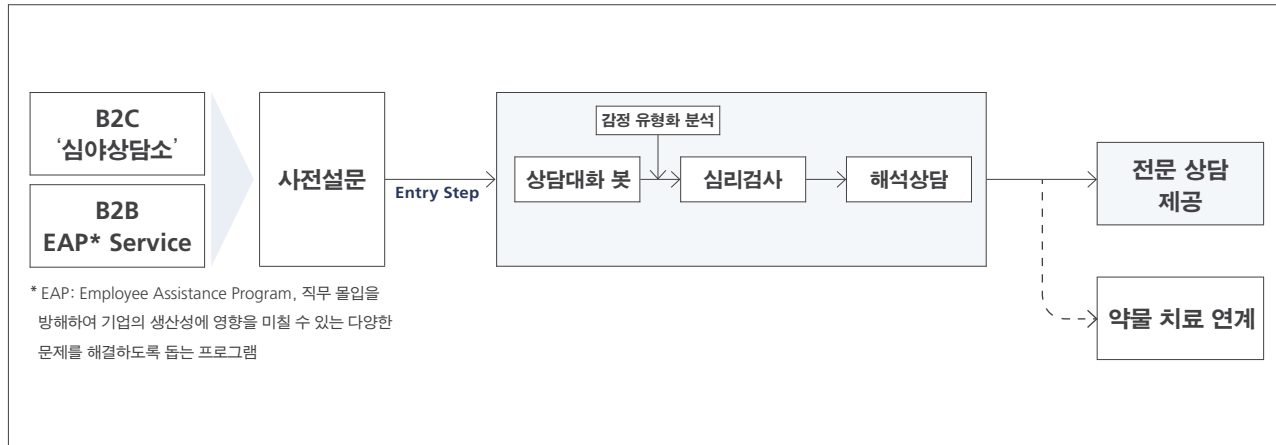 B2C
‘심야상담소’
B2B
EAP* Service
* EAP: Employee Assistance Program, 직무 몰입을
방해하여 기업의 생산성에 영향을 미칠 수 있는 다양한
문제를 해결하도록 돕는 프로그램
사전설문
Entry Step
감정 유형화 분석
상담대화 봇
심리검사
해석상담
전문 상담
제공
약물 치료 연계